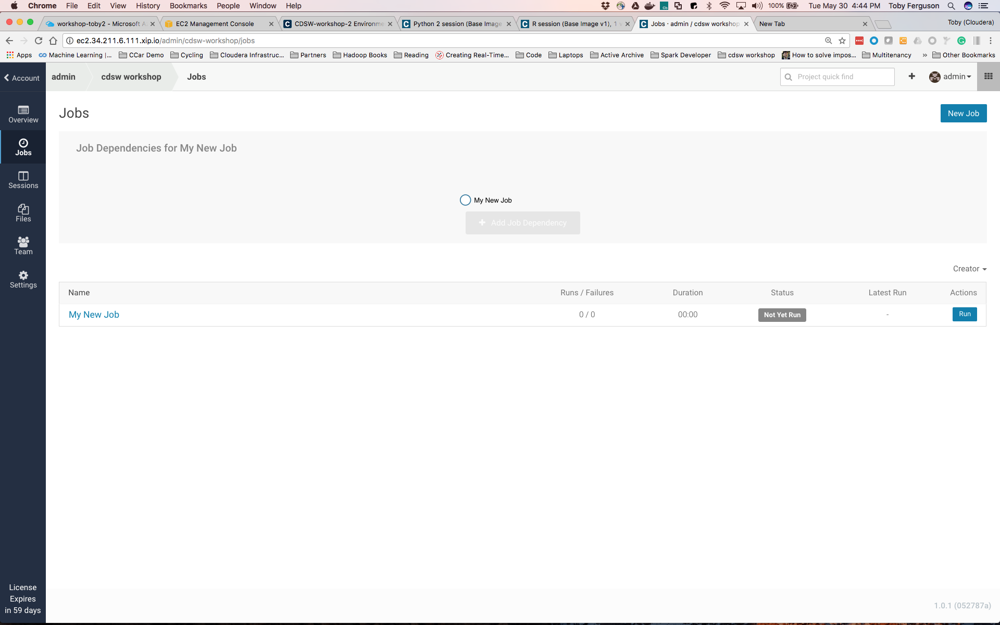 Chrome File Edit View History Bookmarks People Window Help 100% Tue May 30 4:44 PM Toby Ferguson
workshop-toby2 - Microsoft A EC2 Management Console CDSW-workshop-2 Environme Python 2 session (Base Image R session (Base Image v1), 1 Jobs · admin / cdsw workshop New Tab Toby (Cloudera)
ec2.34.211.6.111.xip.io/admin/cdsw-workshop/jobs
Apps Machine Learning |... CCar Demo Cycling Cloudera Infrastruc... Partners Hadoop Books Reading Creating Real-Time... Code Laptops Active Archive Spark Developer cdsw workshop How to solve impos... Multitenancy » Other Bookmarks
Account admin cdsw workshop Jobs Project quick find admin
Overview
Jobs
Sessions
Files
Team
Settings
License
Expires
in 59 days
Jobs
New Job
Job Dependencies for My New Job
My New Job
Add Job Dependency
Creator
Name Runs / Failures Duration Status Latest Run Actions
My New Job 0 / 0 00:00 Not Yet Run - Run
1.0.1 (052787a)